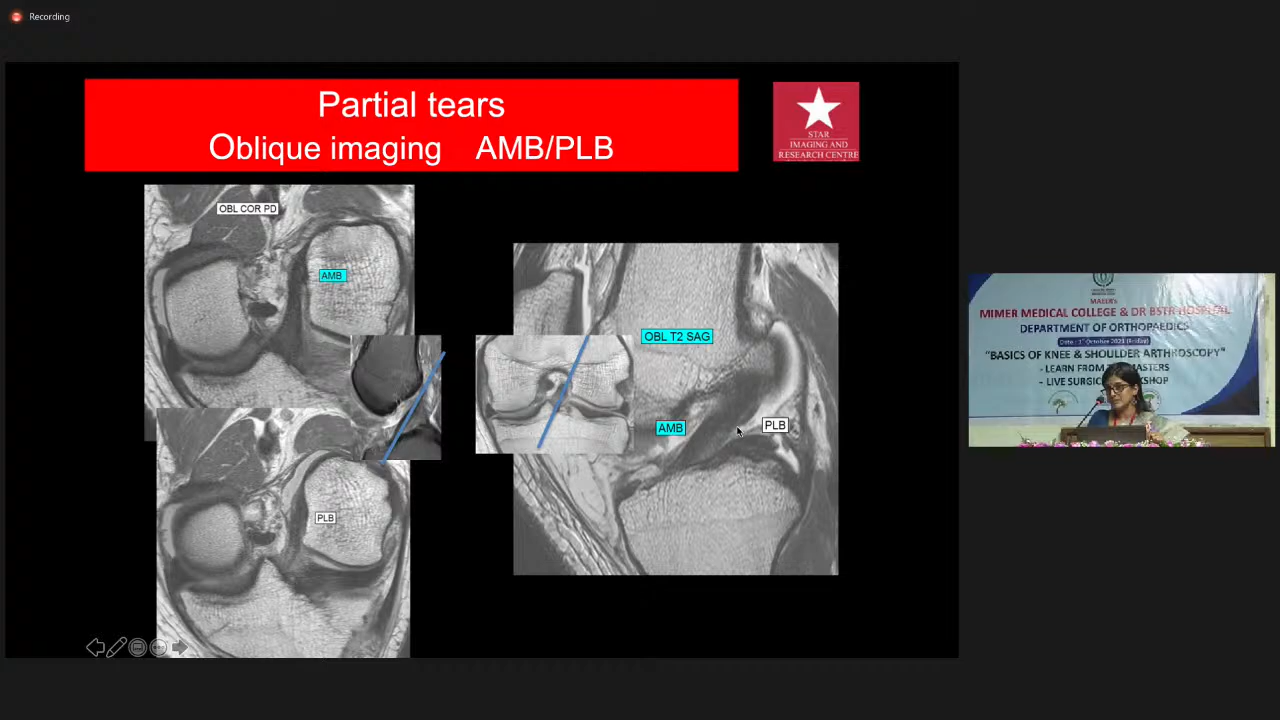 Recording
Partial tears
Oblique imaging AMB/PLB
STAR
IMAGING AND
RESEARCH CENTRE
OBL COR PD
AMB
PLB
OBL T2 SAG
AMB
PLB
MAEER's
MIMER MEDICAL COLLEGE & DR BSTR HOSPITAL
DEPARTMENT OF ORTHOPAEDICS
"BASICS OF KNEE & SHOULDER ARTHROSCOPY"
- LEARN FROM
MASTERS
- LIVE